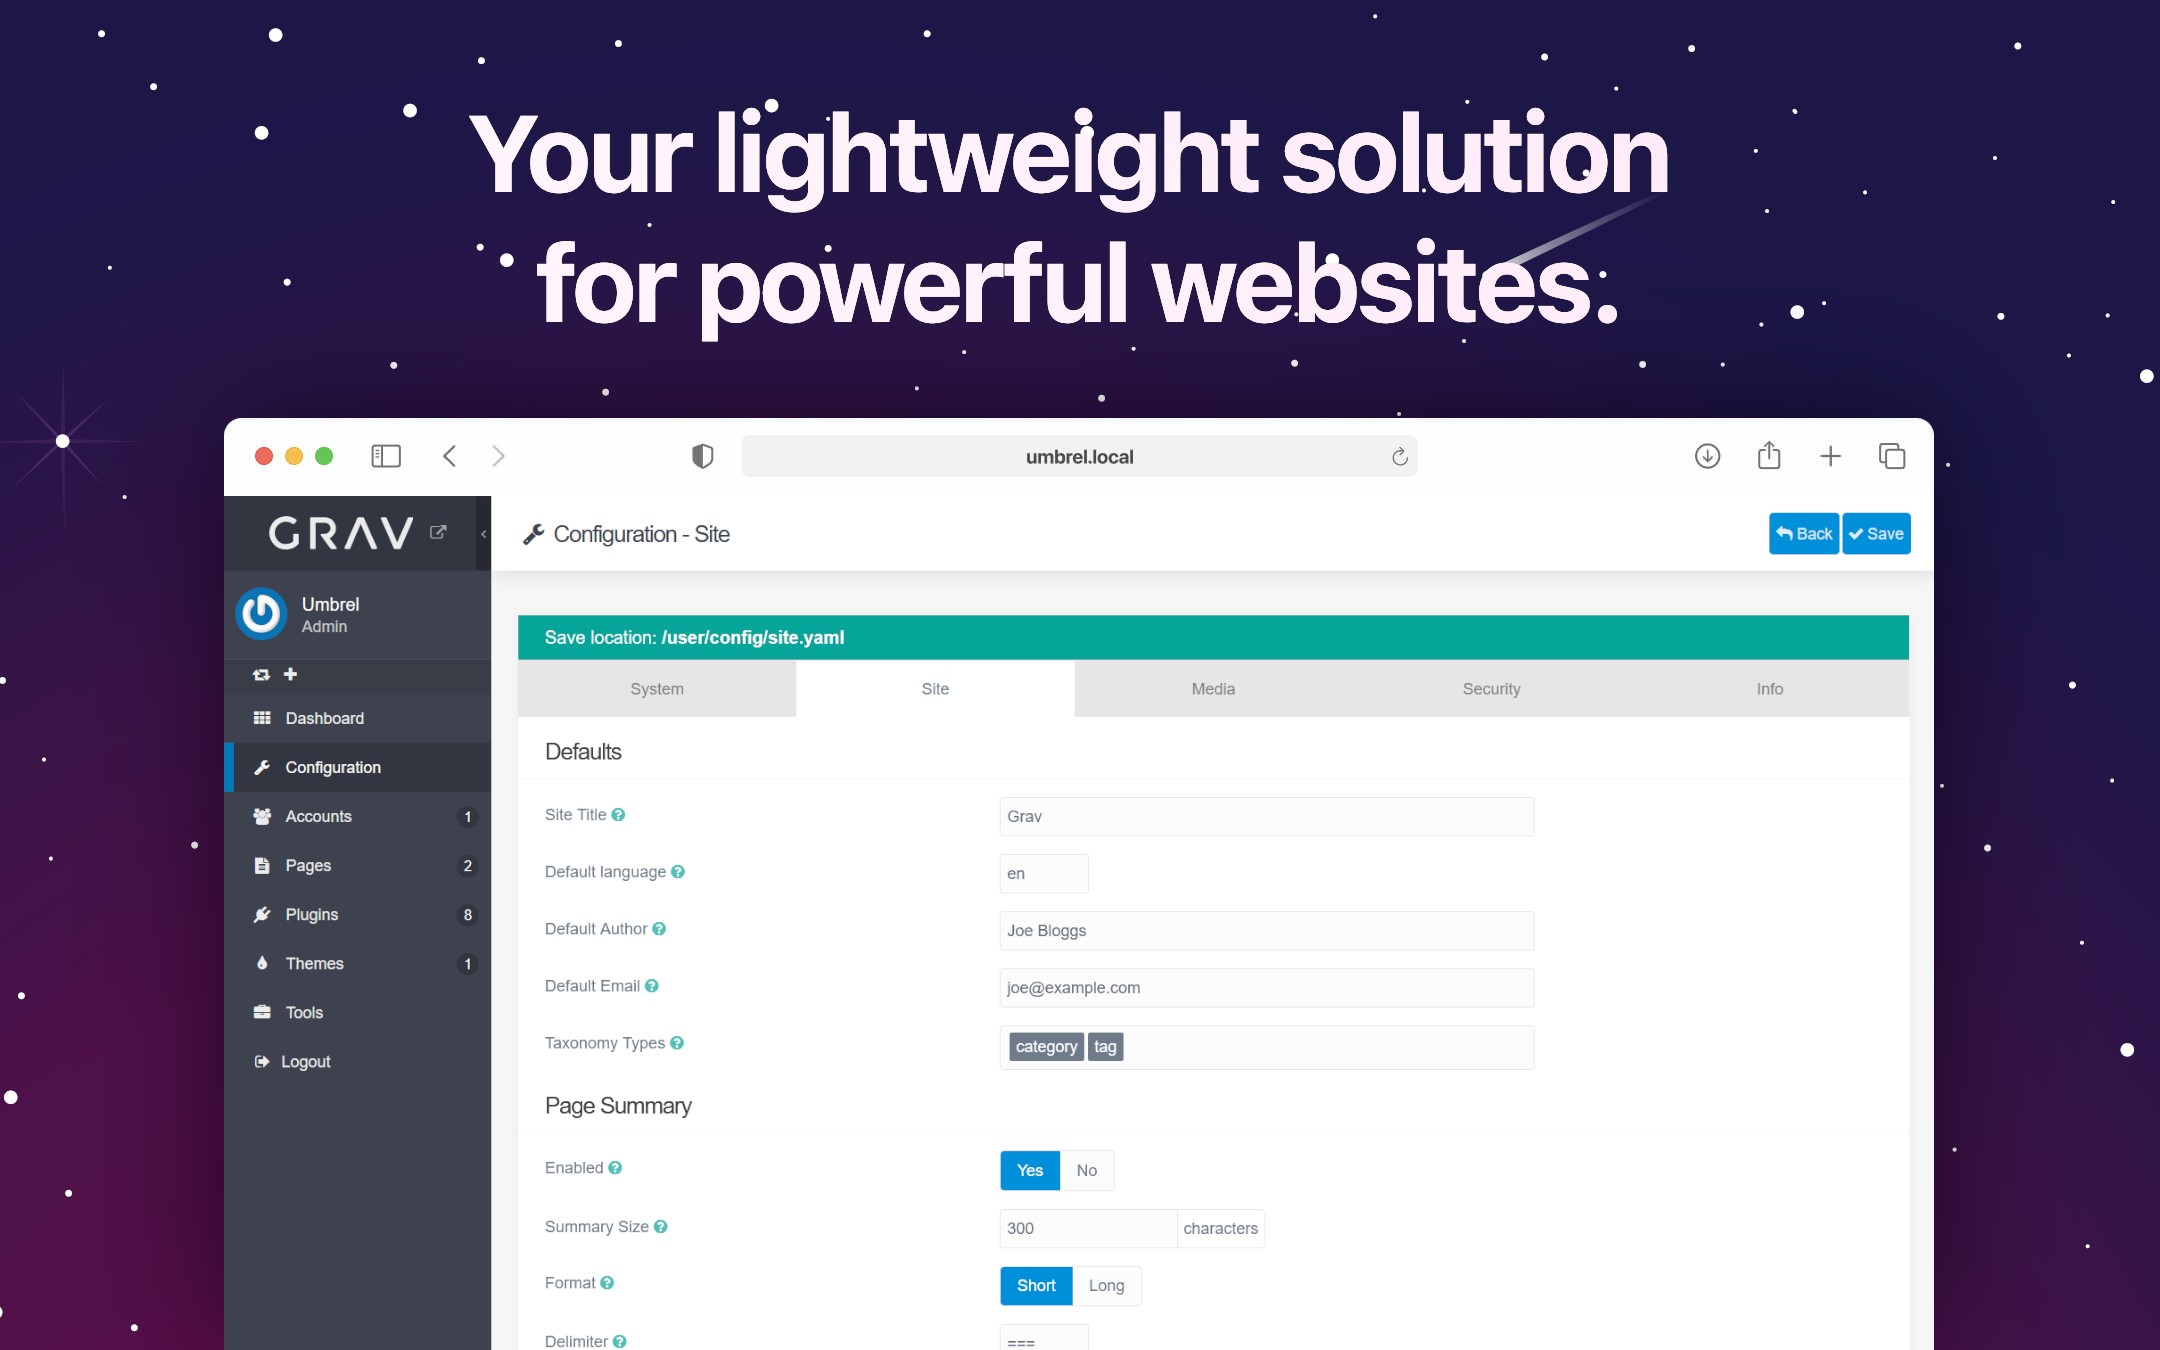 Your lightweight solution
for powerful websites.
umbrel.local
GRAV
Configuration - Site
Back
Save
Umbrel
Admin
Save location: /user/config/site.yaml
System
Site
Media
Security
Info
Dashboard
Configuration
Accounts 1
Pages 2
Plugins 8
Themes 1
Tools
Logout
Defaults
Site Title
Grav
Default language
en
Default Author
Joe Bloggs
Default Email
joe@example.com
Taxonomy Types
category tag
Page Summary
Enabled
Yes No
Summary Size
300 characters
Format
Short Long
Delimiter
===